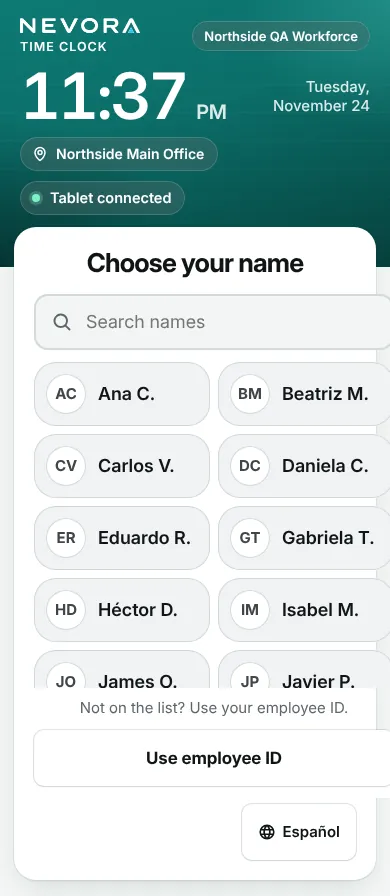 NEVORA
TIME CLOCK
Northside QA Workforce
11:37 PM
Tuesday,
November 24
Northside Main Office
Tablet connected
Choose your name
Search names
AC Ana C.
BM Beatriz M.
CV Carlos V.
DC Daniela C.
ER Eduardo R.
GT Gabriela T.
HD Héctor D.
IM Isabel M.
JO James O.
JP Javier P.
Not on the list? Use your employee ID.
Use employee ID
Español